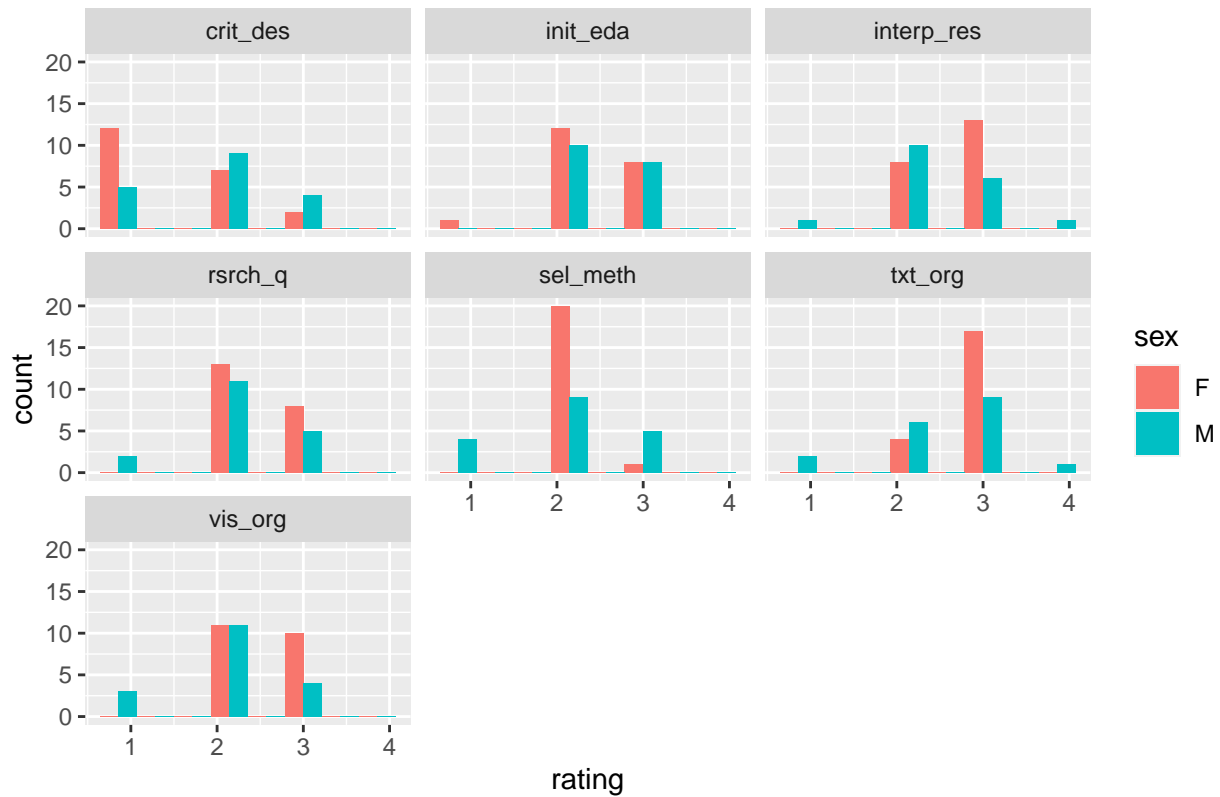 crit_des init_eda interp_res
20
15
10
5
0
rsrch_q sel_meth txt_org
20
15
10
5
0
1 2 3 4 1 2 3 4
vis_org
20
15
10
5
0
1 2 3 4
rating
count
sex
F
M